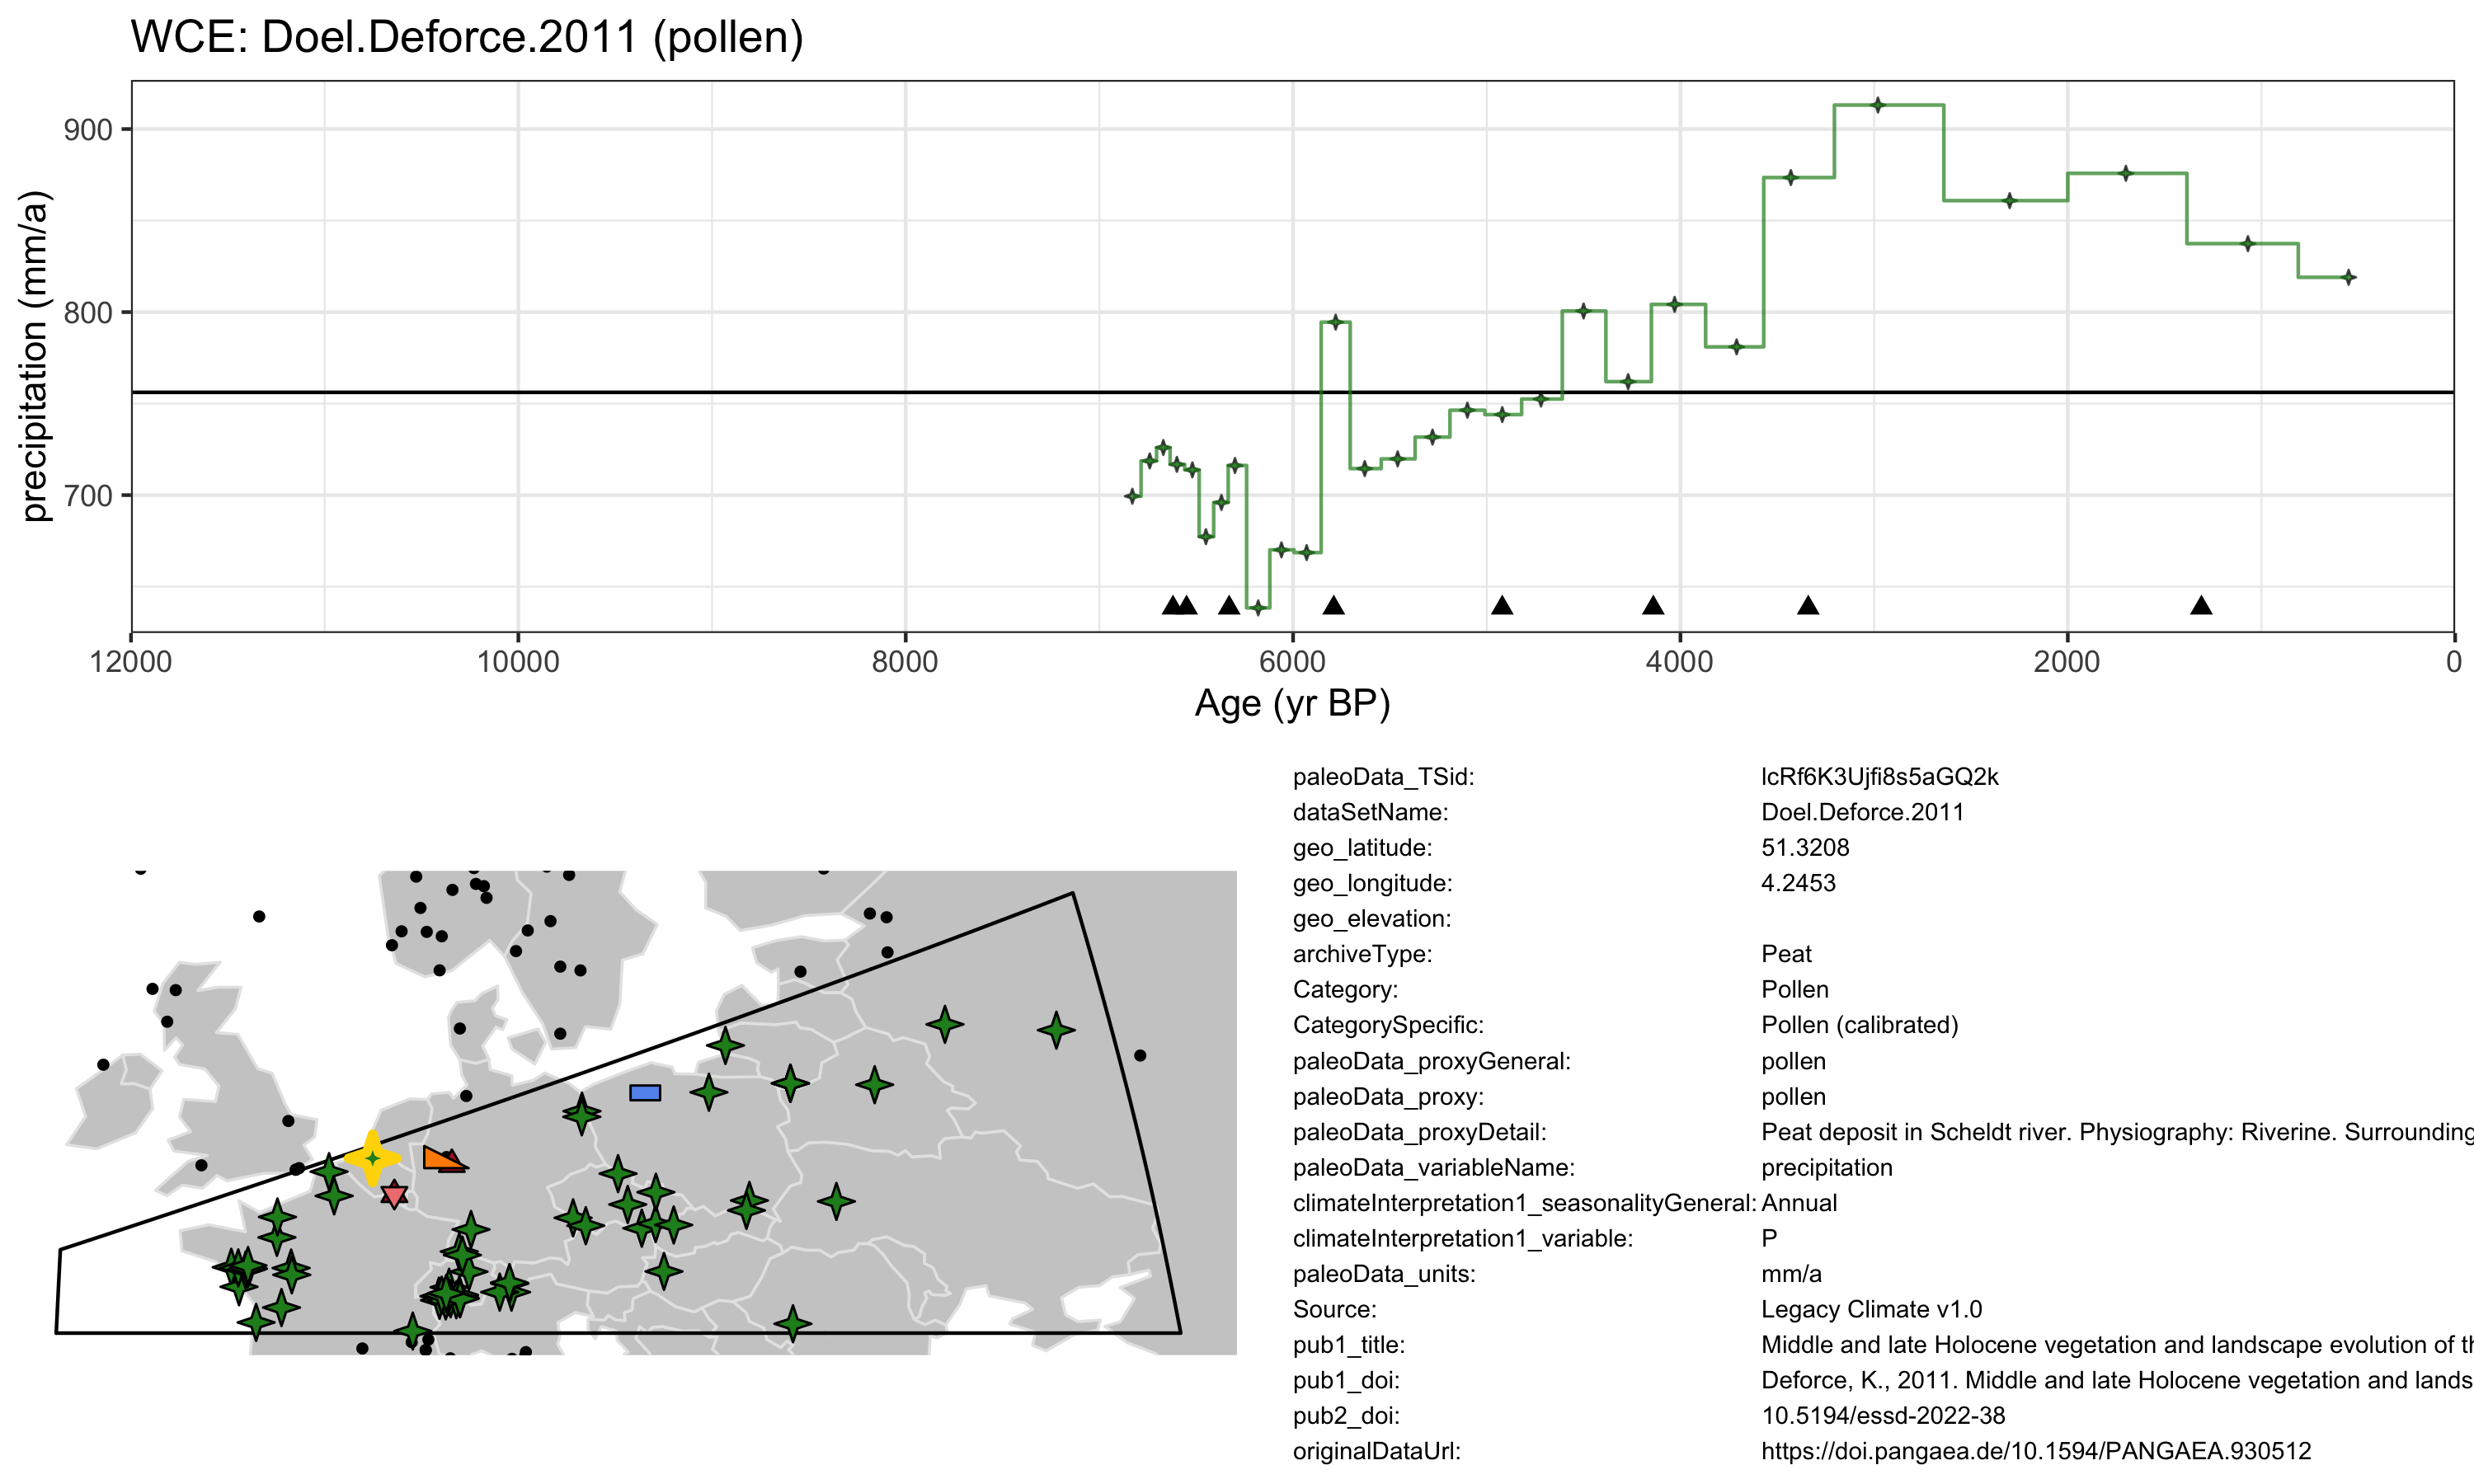 WCE: Doel.Deforce.2011 (pollen)
precipitation (mm/a)
900
800
700
12000 10000 8000 6000 4000 2000 0
Age (yr BP)
paleoData_TSid: lcRf6K3Ujfi8s5aGQ2k
dataSetName: Doel.Deforce.2011
geo_latitude: 51.3208
geo_longitude: 4.2453
geo_elevation:
archiveType: Peat
Category: Pollen
CategorySpecific: Pollen (calibrated)
paleoData_proxyGeneral: pollen
paleoData_proxy: pollen
paleoData_proxyDetail: Peat deposit in Scheldt river. Physiography: Riverine. Surrounding
paleoData_variableName: precipitation
climateInterpretation1_seasonalityGeneral: Annual
climateInterpretation1_variable: P
paleoData_units: mm/a
Source: Legacy Climate v1.0
pub1_title: Middle and late Holocene vegetation and landscape evolution of th
pub1_doi: Deforce, K., 2011. Middle and late Holocene vegetation and lands
pub2_doi: 10.5194/essd-2022-38
originalDataUrl: https://doi.pangaea.de/10.1594/PANGAEA.930512